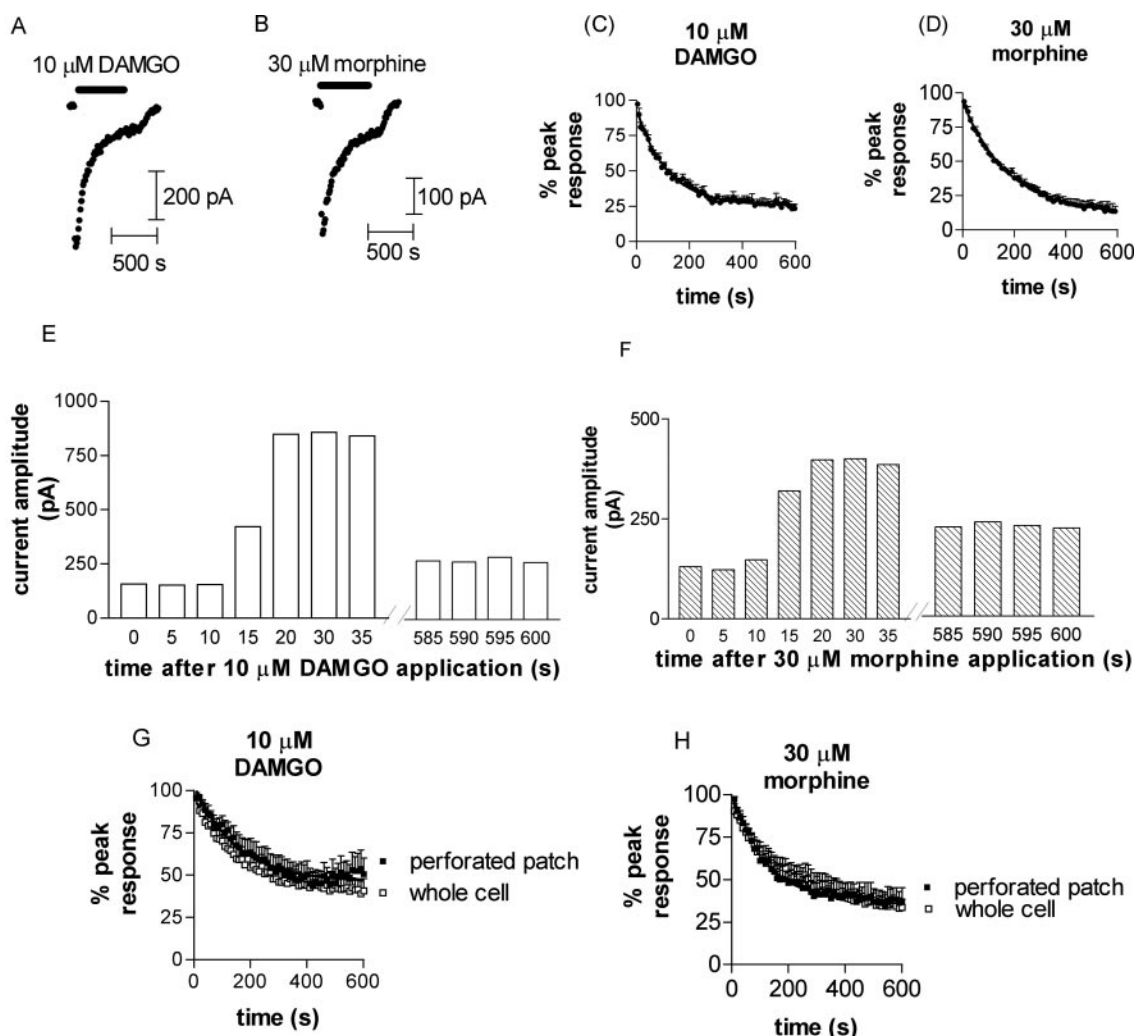 A
10 μM DAMGO
200 pA
500 s
B
30 μM morphine
100 pA
500 s
(C)
10 μM
DAMGO
% peak
response
100
75
50
25
0
0 200 400 600
time (s)
(D)
30 μM
morphine
% peak
response
100
75
50
25
0
0 200 400 600
time (s)
E
current amplitude
(pA)
1000
750
500
250
0
0 5 10 15 20 30 35 585 590 595 600
time after 10 μM DAMGO application (s)
F
current amplitude
(pA)
500
250
0
0 5 10 15 20 30 35 585 590 595 600
time after 30 μM morphine application (s)
G
10 μM
DAMGO
% peak
response
100
75
50
25
0
0 200 400 600
time (s)
perforated patch
whole cell
H
30 μM
morphine
% peak
response
100
75
50
25
0
0 200 400 600
time (s)
perforated patch
whole cell